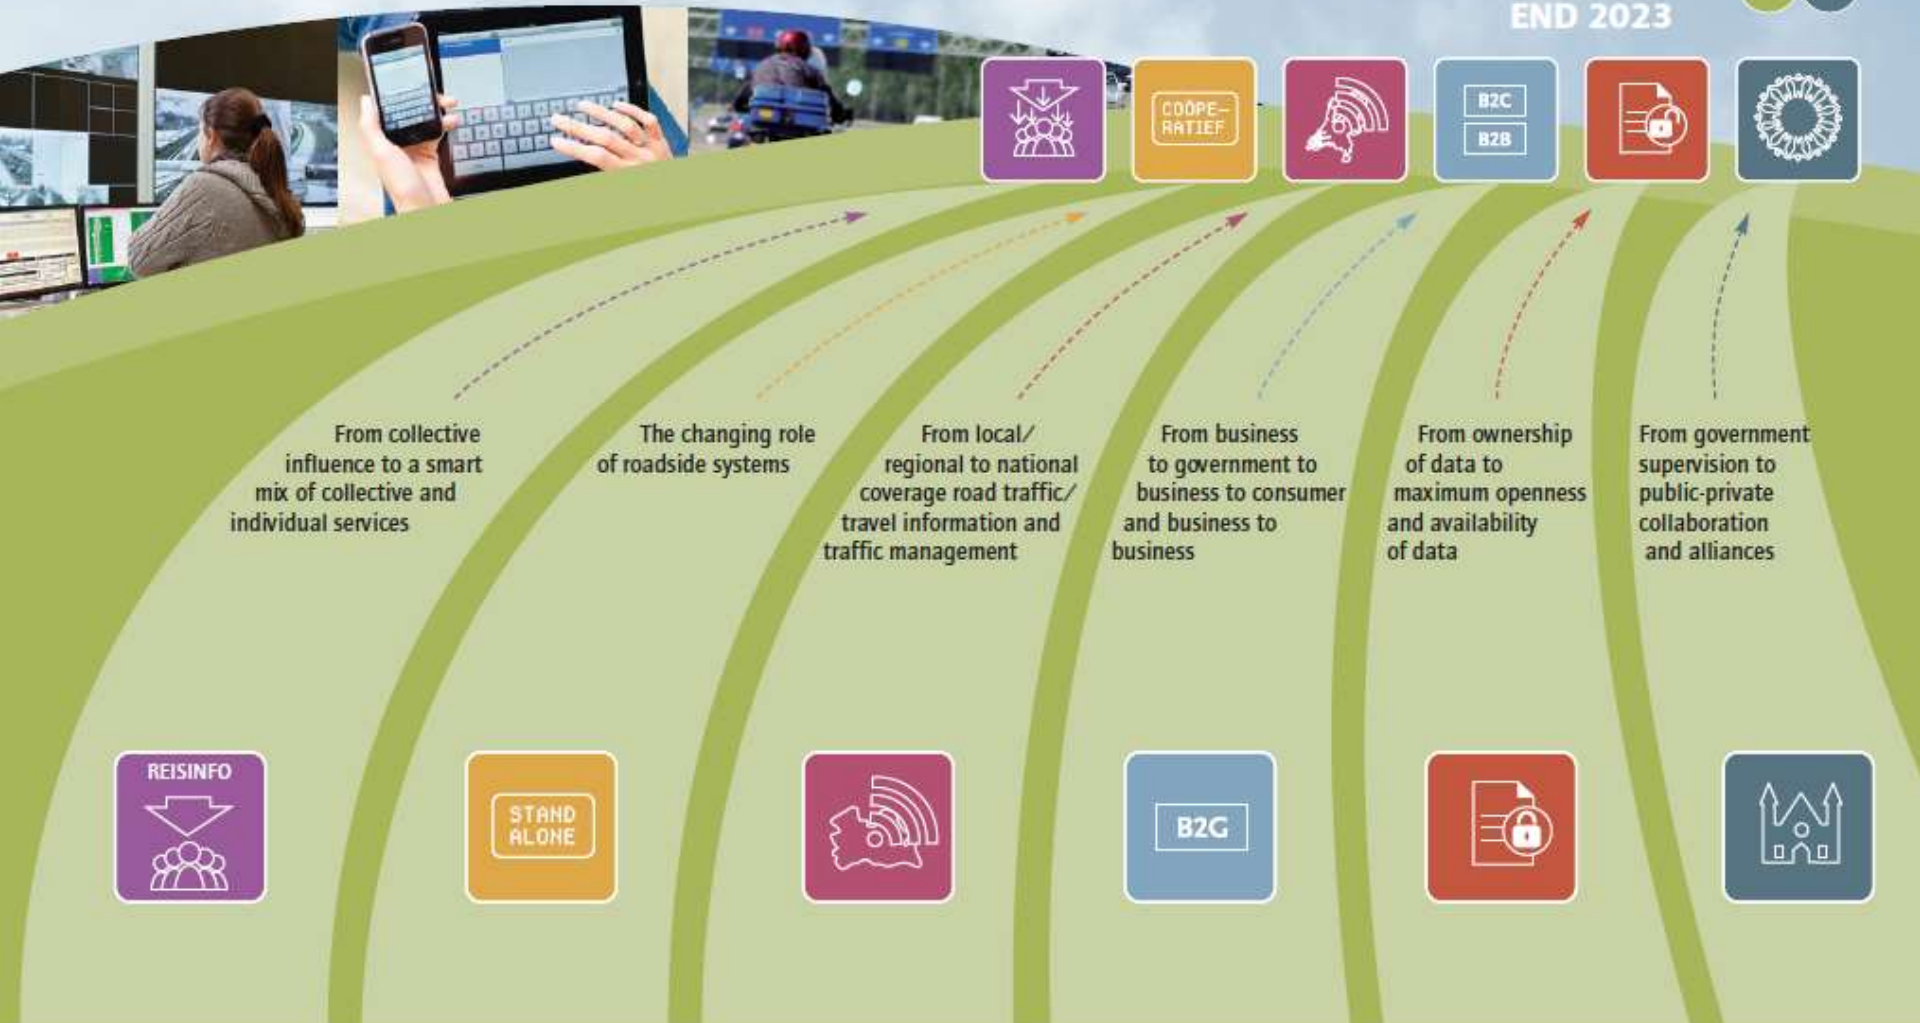 END 2023
COÖPE-
RATIEF
B2C
B2B
From collective
influence to a smart
mix of collective and
individual services
The changing role
of roadside systems
From local/
regional to national
coverage road traffic/
travel information and
traffic management
From business
to government to
business to consumer
and business to
business
From ownership
of data to
maximum openness
and availability
of data
From government
supervision to
public-private
collaboration
and alliances
REISINFO
STAND
ALONE
B2G